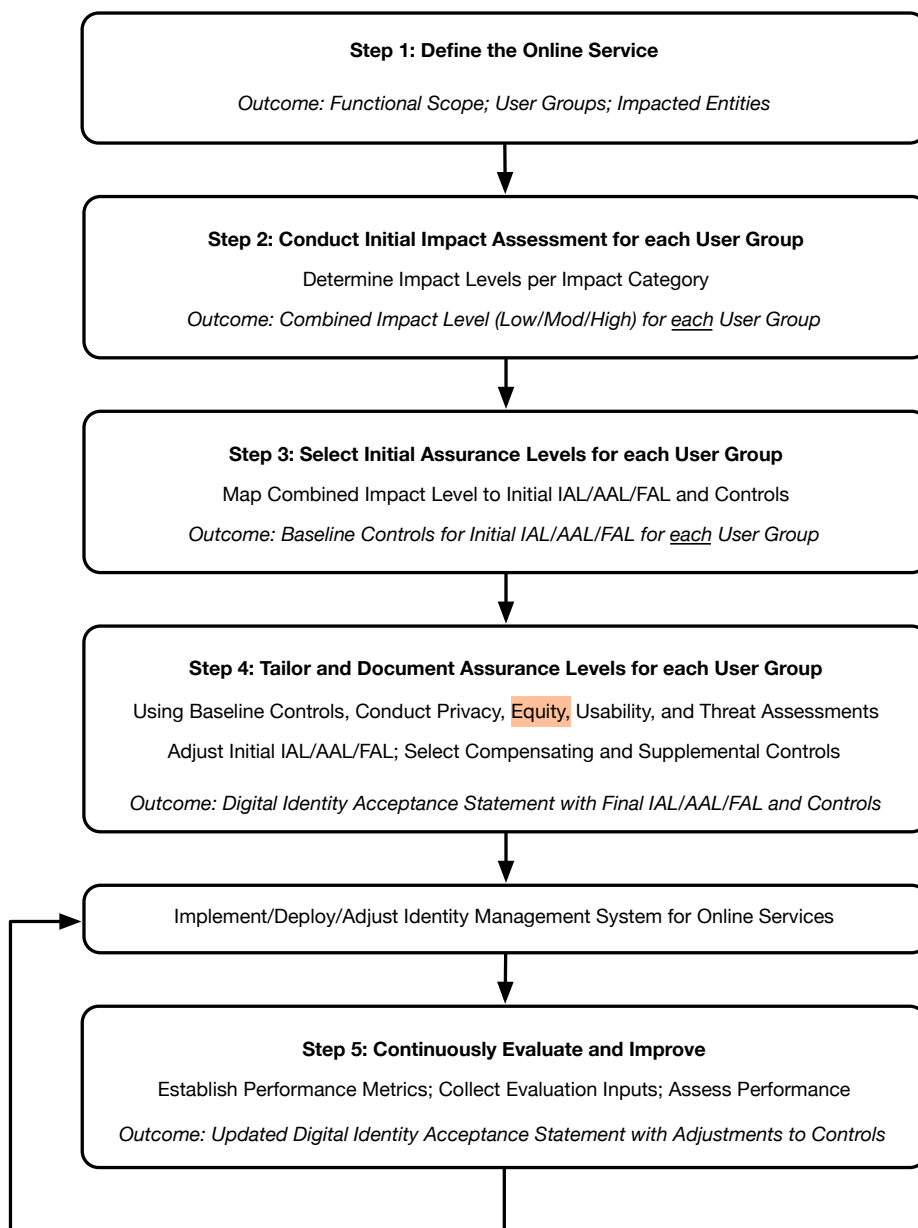 Step 1: Define the Online Service
Outcome: Functional Scope; User Groups; Impacted Entities
Step 2: Conduct Initial Impact Assessment for each User Group
Determine Impact Levels per Impact Category
Outcome: Combined Impact Level (Low/Mod/High) for each User Group
Step 3: Select Initial Assurance Levels for each User Group
Map Combined Impact Level to Initial IAL/AAL/FAL and Controls
Outcome: Baseline Controls for Initial IAL/AAL/FAL for each User Group
Step 4: Tailor and Document Assurance Levels for each User Group
Using Baseline Controls, Conduct Privacy, Equity, Usability, and Threat Assessments
Adjust Initial IAL/AAL/FAL; Select Compensating and Supplemental Controls
Outcome: Digital Identity Acceptance Statement with Final IAL/AAL/FAL and Controls
Implement/Deploy/Adjust Identity Management System for Online Services
Step 5: Continuously Evaluate and Improve
Establish Performance Metrics; Collect Evaluation Inputs; Assess Performance
Outcome: Updated Digital Identity Acceptance Statement with Adjustments to Controls